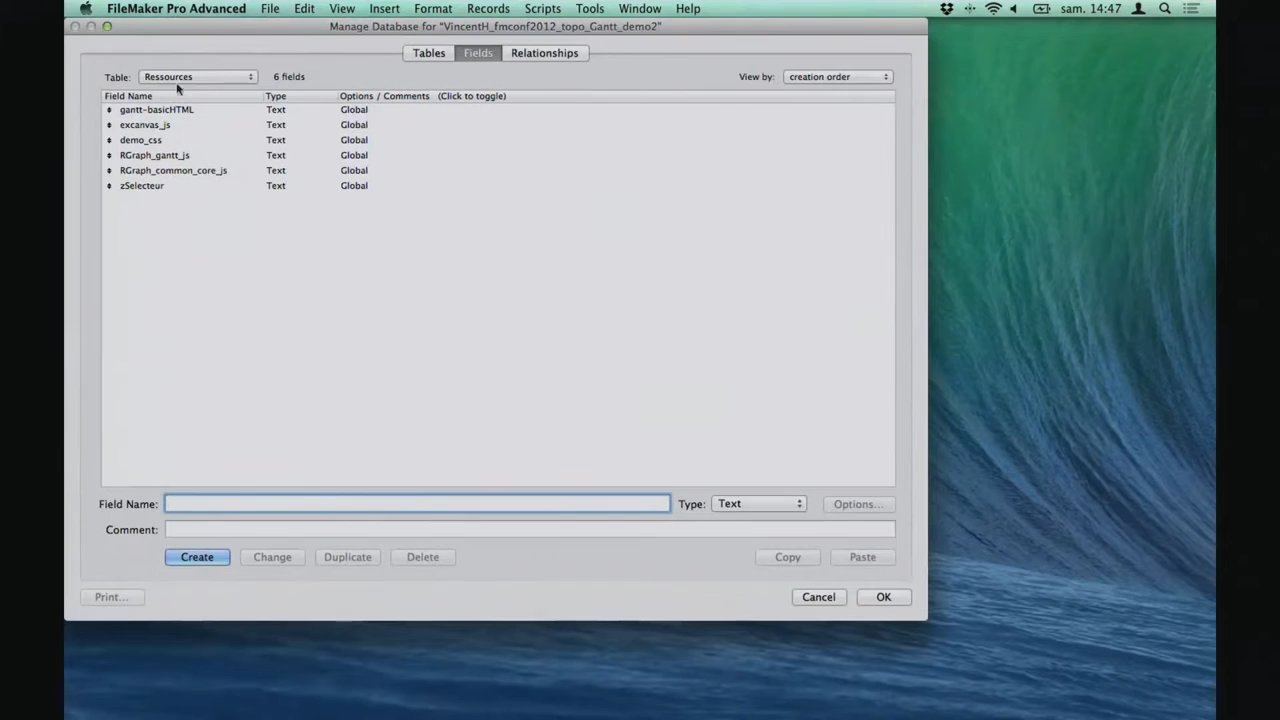 FileMaker Pro Advanced File Edit View Insert Format Records Scripts Tools Window Help sam. 14:47
Manage Database for "VincentH_fmconf2012_topo_Gantt_demo2"
Tables Fields Relationships
Table: Ressources 6 fields View by: creation order
Field Name Type Options / Comments (Click to toggle)
gantt-basicHTML Text Global
excanvas_js Text Global
demo_css Text Global
RGraph_gantt_js Text Global
RGraph_common_core_js Text Global
zSelecteur Text Global
Field Name: Type: Text Options...
Comment:
Create Change Duplicate Delete Copy Paste
Print... Cancel OK